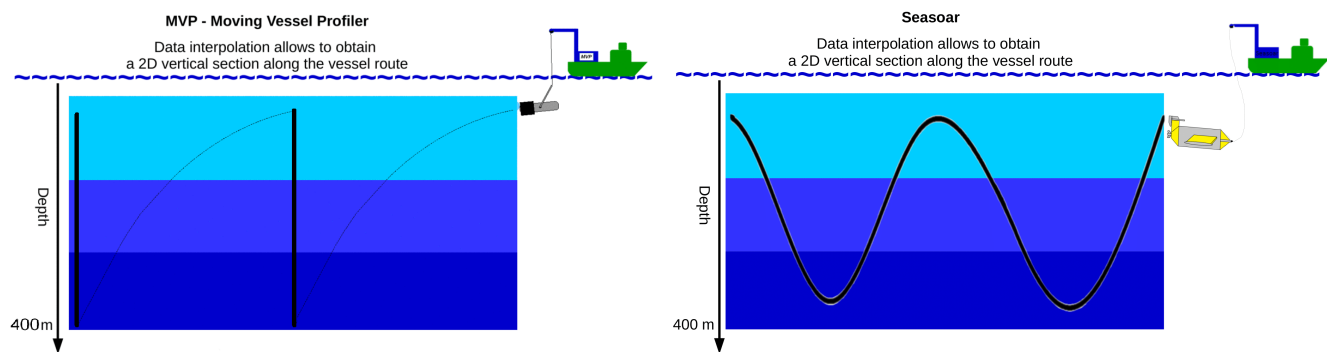 MVP - Moving Vessel Profiler
Data interpolation allows to obtain
a 2D vertical section along the vessel route
MVP
Depth
400m
Seasoar
Data interpolation allows to obtain
a 2D vertical section along the vessel route
Depth
400 m